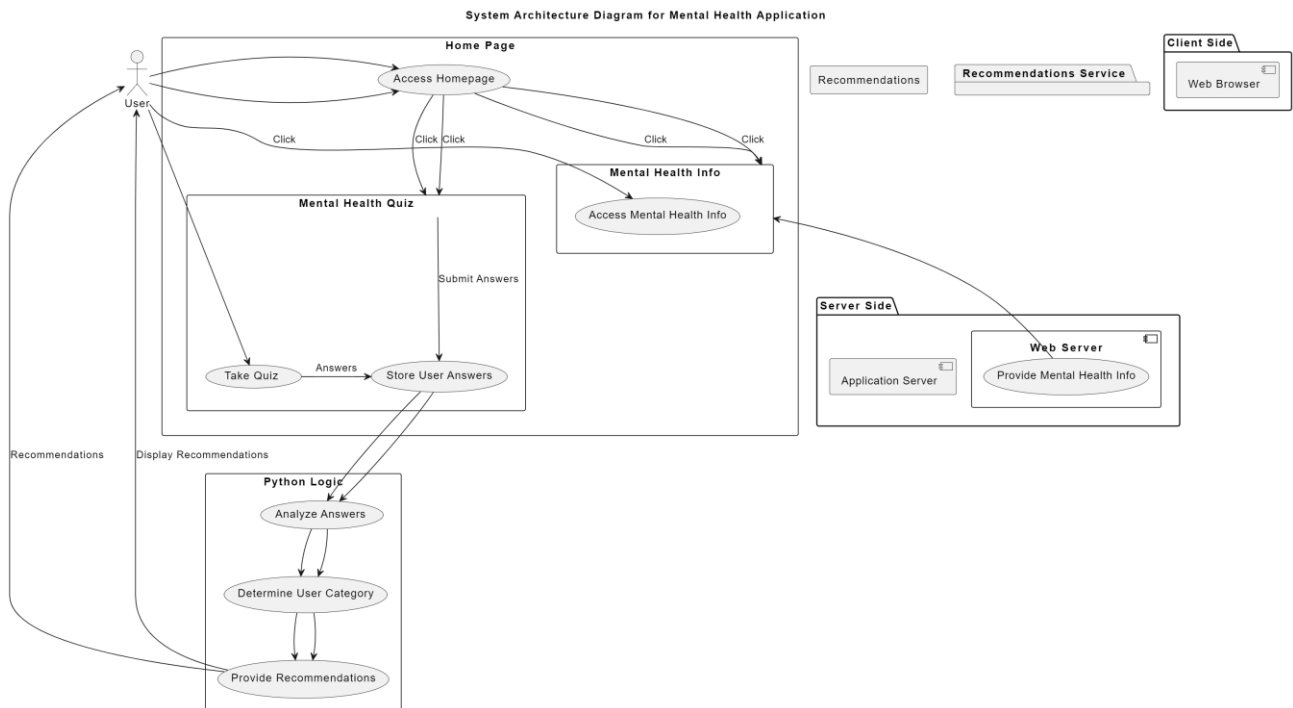 System Architecture Diagram for Mental Health Application
Home Page
Client Side
Access Homepage
Recommendations
Recommendations Service
Web Browser
User
Click
Click
Click
Click
Click
Mental Health Info
Mental Health Quiz
Access Mental Health Info
Submit Answers
Server Side
Web Server
Take Quiz
Answers
Store User Answers
Application Server
Provide Mental Health Info
Recommendations
Display Recommendations
Python Logic
Analyze Answers
Determine User Category
Provide Recommendations